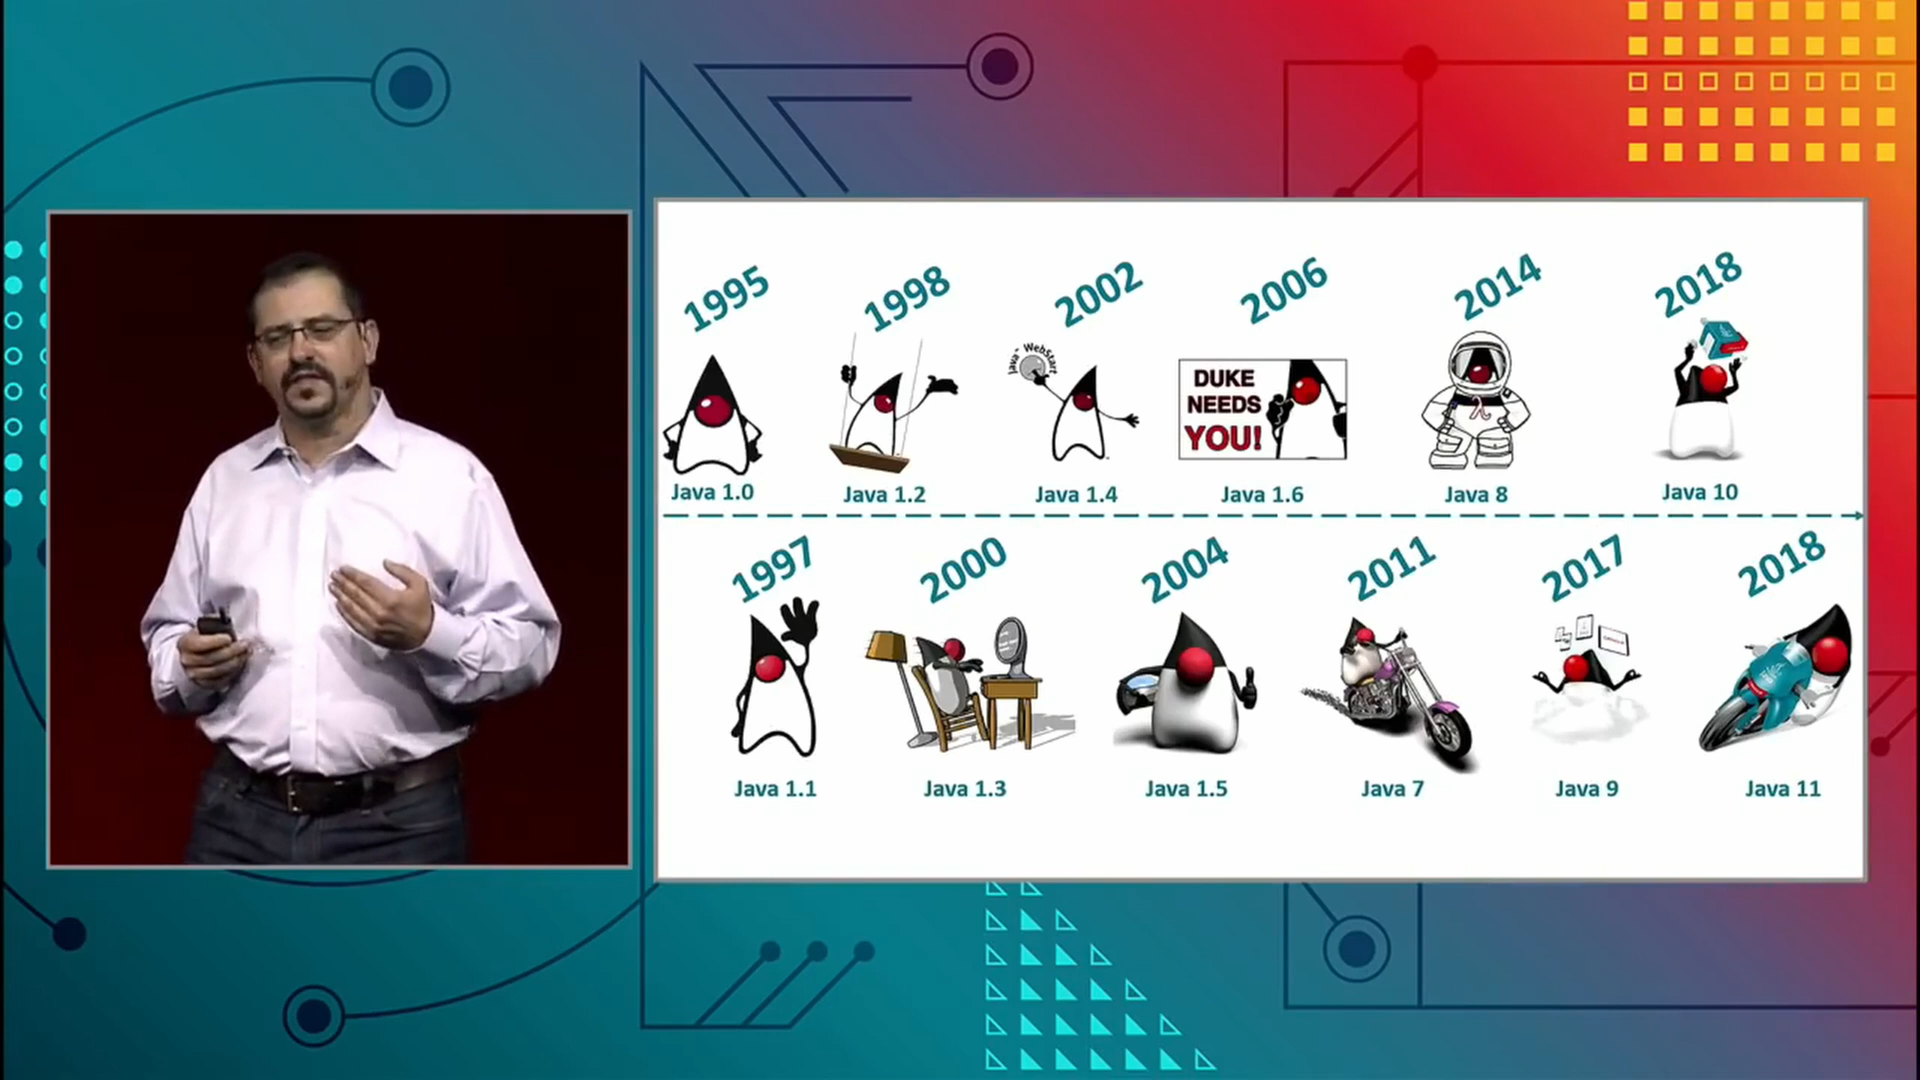 1995
1998
2002
2006
2014
2018
Java™ WebStart
DUKE
NEEDS
YOU!
Java 1.0
Java 1.2
Java 1.4
Java 1.6
Java 8
Java 10
1997
2000
2004
2011
2017
2018
Java 1.1
Java 1.3
Java 1.5
Java 7
Java 9
Java 11